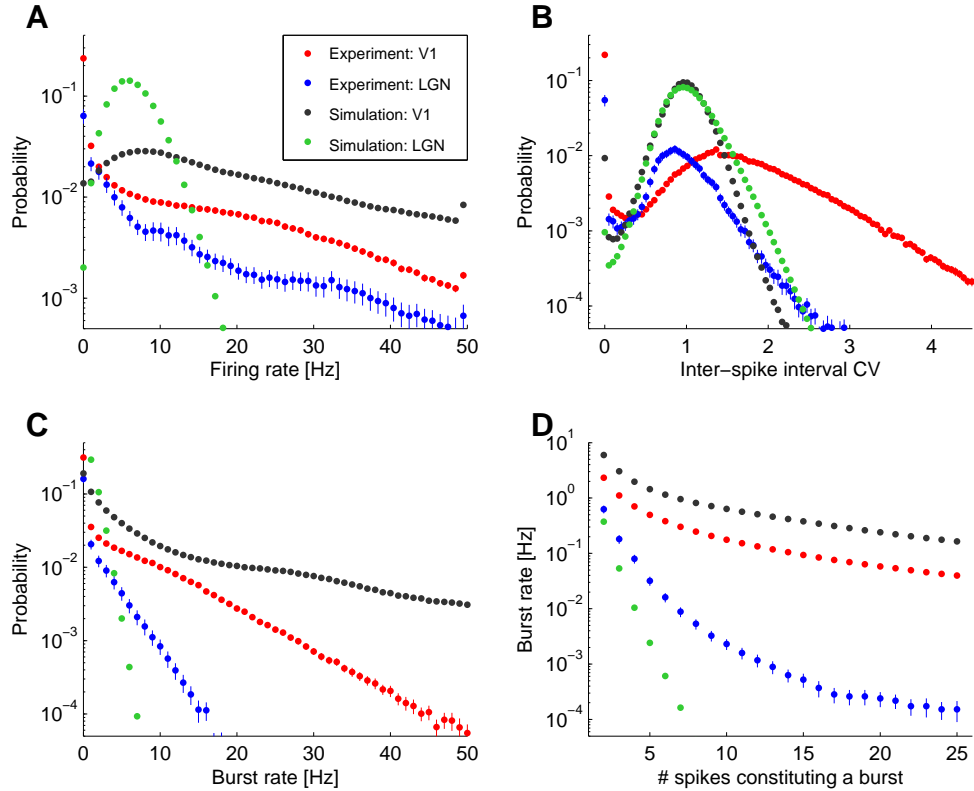 A
Experiment: V1
Experiment: LGN
Simulation: V1
Simulation: LGN
Probability
10⁻¹
10⁻²
10⁻³
0 10 20 30 40 50
Firing rate [Hz]
B
Probability
10⁻¹
10⁻²
10⁻³
10⁻⁴
0 1 2 3 4
Inter−spike interval CV
C
Probability
10⁻¹
10⁻²
10⁻³
10⁻⁴
0 10 20 30 40 50
Burst rate [Hz]
D
Burst rate [Hz]
10¹
10⁰
10⁻¹
10⁻²
10⁻³
10⁻⁴
5 10 15 20 25
# spikes constituting a burst